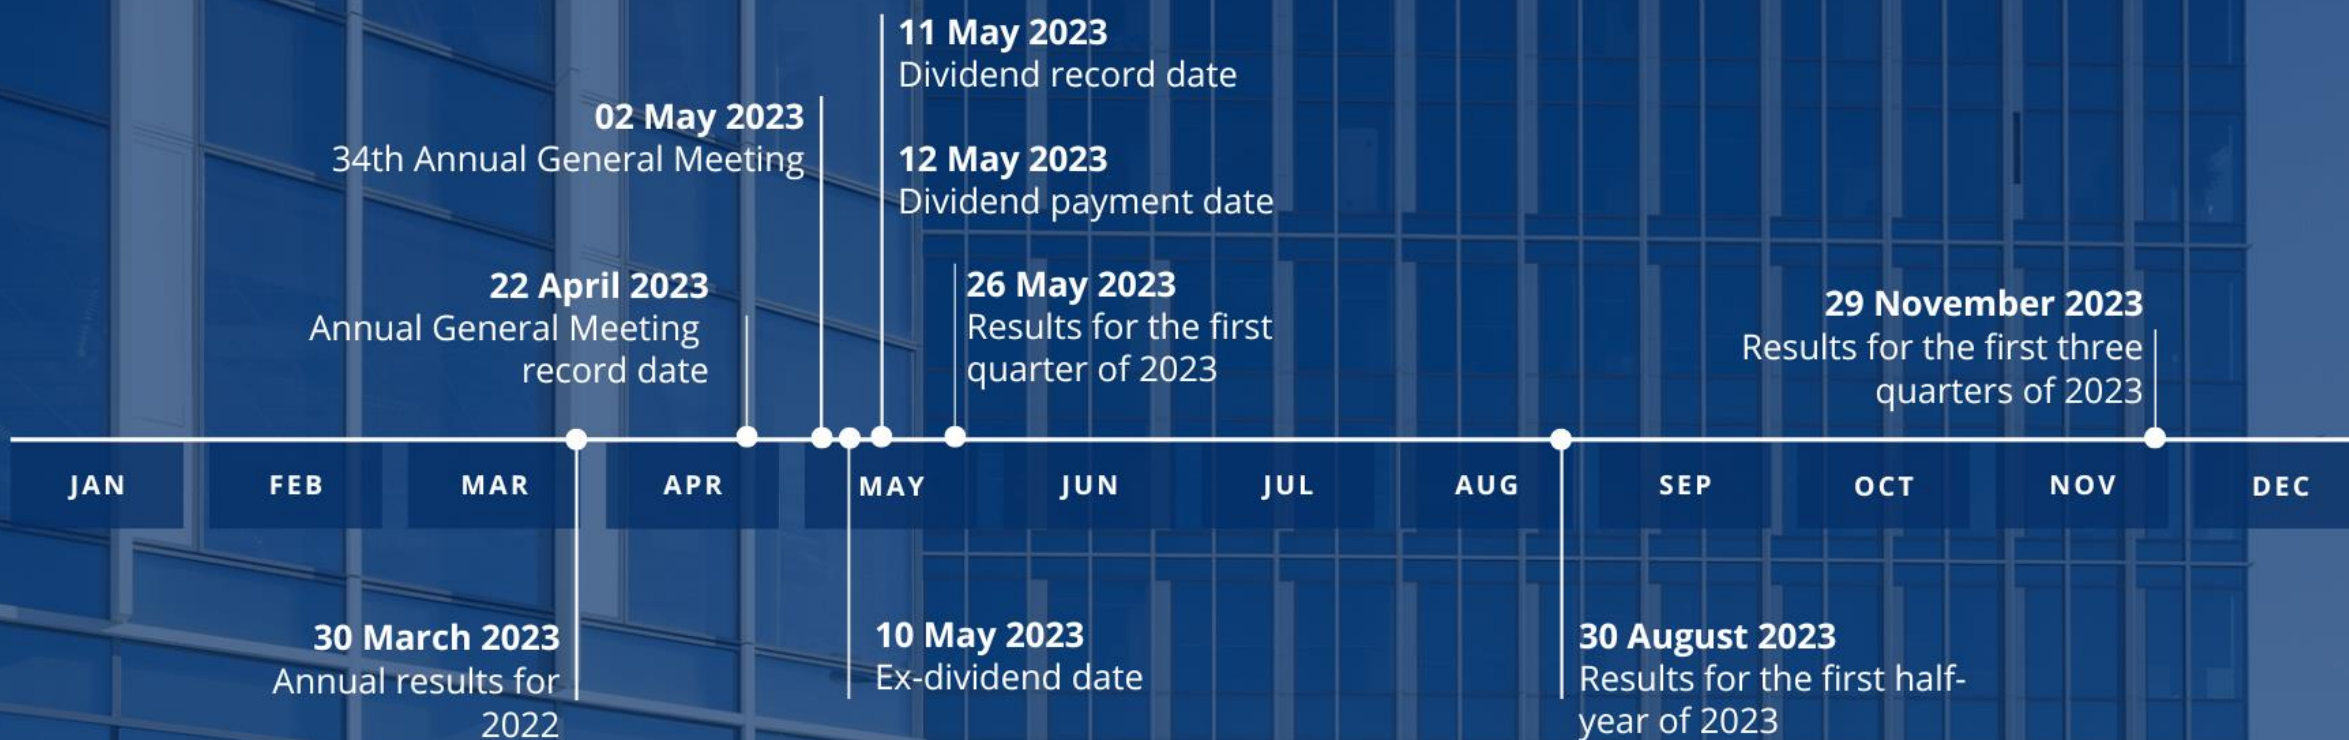 11 May 2023
Dividend record date
02 May 2023
34th Annual General Meeting
12 May 2023
Dividend payment date
22 April 2023
Annual General Meeting
record date
26 May 2023
Results for the first
quarter of 2023
29 November 2023
Results for the first three
quarters of 2023
JAN
FEB
MAR
APR
MAY
JUN
JUL
AUG
SEP
OCT
NOV
DEC
30 March 2023
Annual results for
2022
10 May 2023
Ex-dividend date
30 August 2023
Results for the first half-
year of 2023